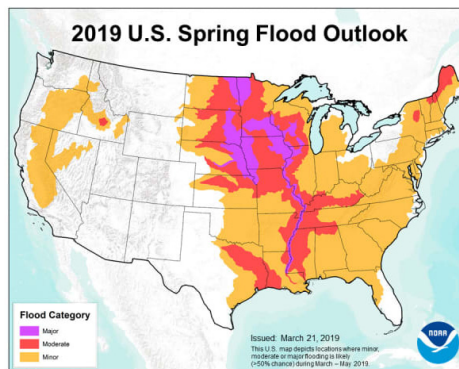 2019 U.S. Spring Flood Outlook
Flood Category
Major
Moderate
Minor
Issued: March 21, 2019
This U.S. map depicts locations where minor,
moderate or major flooding is likely
(>50% chance) during March – May 2019.
NOAA